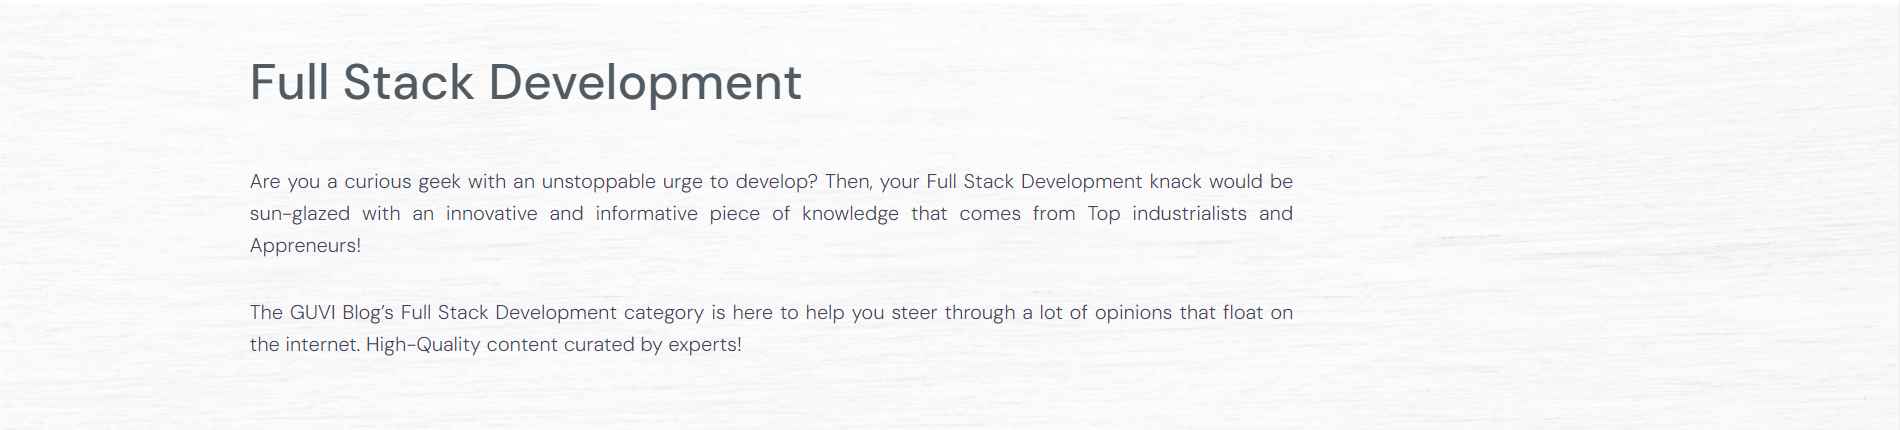 Full Stack Development
Are you a curious geek with an unstoppable urge to develop? Then, your Full Stack Development knack would be
sun-glazed with an innovative and informative piece of knowledge that comes from Top industrialists and
Appreneurs!
The GUVI Blog’s Full Stack Development category is here to help you steer through a lot of opinions that float on
the internet. High-Quality content curated by experts!